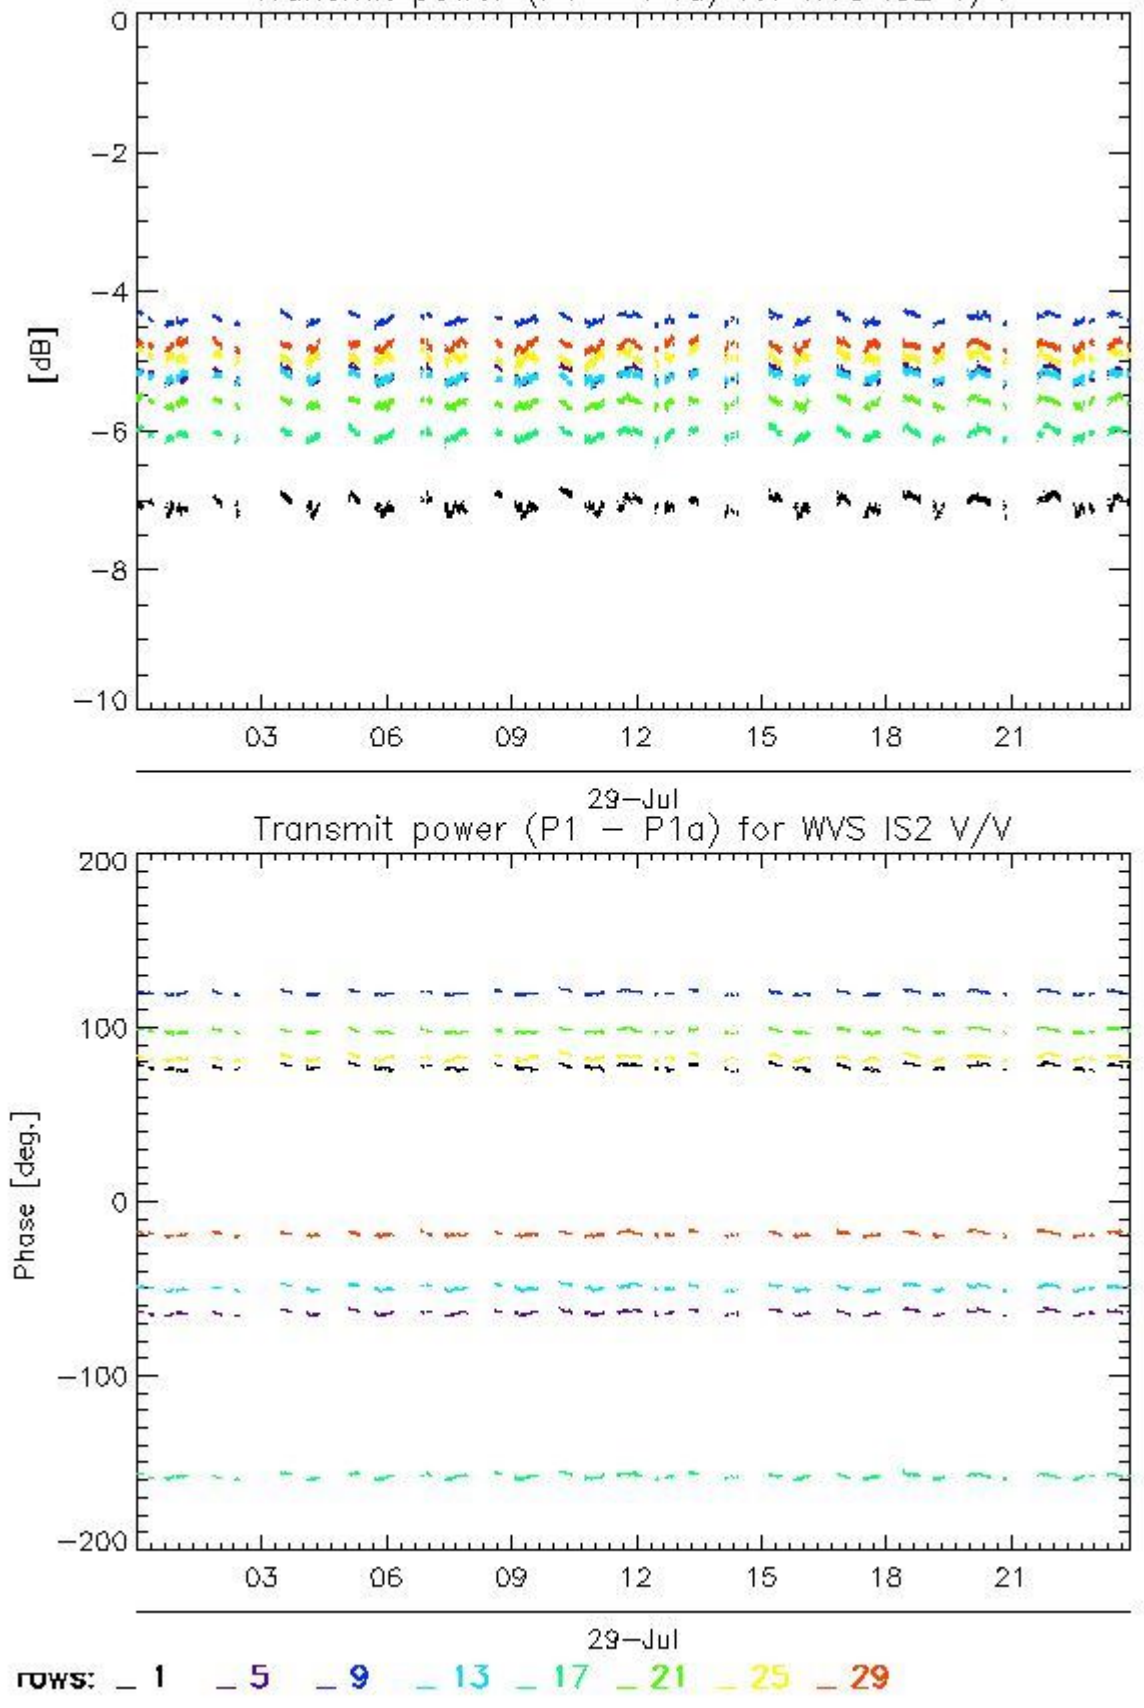 0
−2
−4
[dB]
−6
−8
−10
03 06 09 12 15 18 21
29−Jul
Transmit power (P1 − P1a) for WVS IS2 V/V
200
100
0
Phase [deg.]
−100
−200
03 06 09 12 15 18 21
29−Jul
rows: _ 1 _ 5 _ 9 _ 13 _ 17 _ 21 _ 25 _ 29